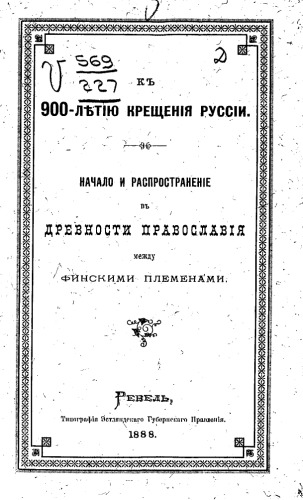 V 569
227
Къ
900-ЛѢТІЮ КРЕЩЕНІЯ РУССІИ.
НАЧАЛО И РАСПРОСТРАНЕНІЕ
въ
ДРЕВНОСТИ ПРАВОСЛАВІЯ
между
ФИНСКИМИ ПЛЕМЕНАМИ.
РЕВЕЛЬ,
Типографія Эстляндскаго Губернскаго Правленія.
1888.